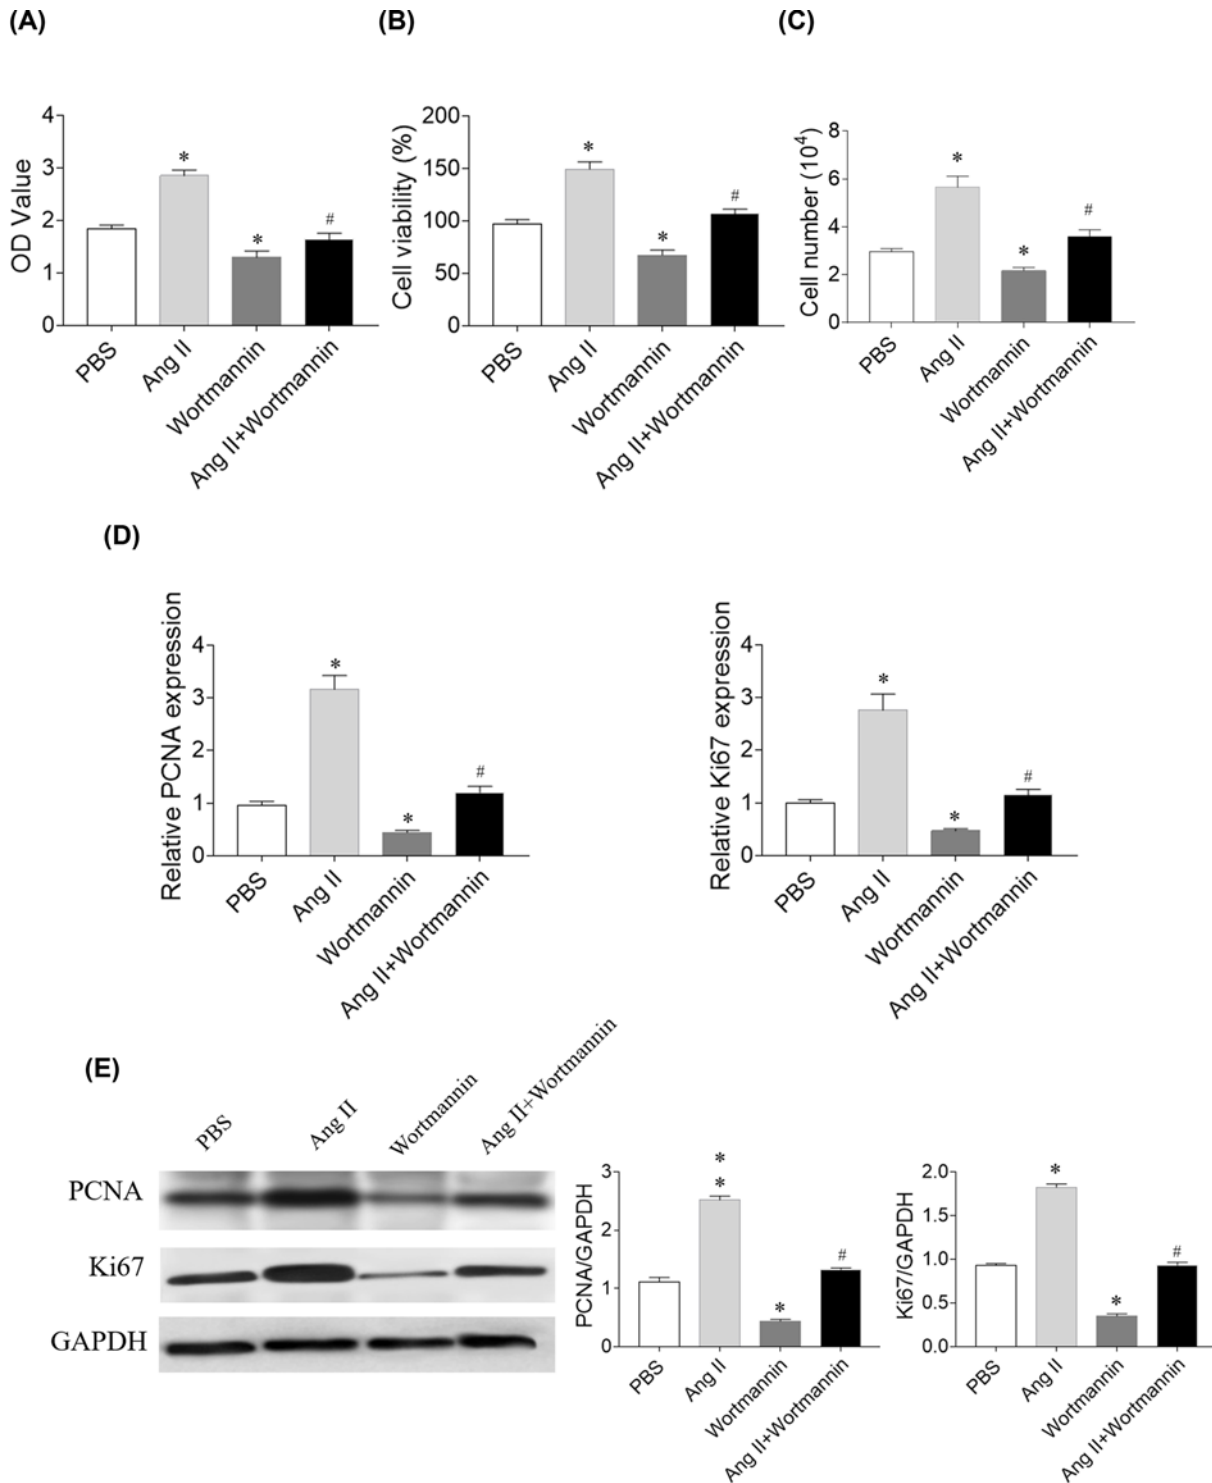 (A)
(B)
(C)
OD Value
4
3
2
1
0
*
*
#
PBS
Ang II
Wortmannin
Ang II+Wortmannin
Cell viability (%)
200
150
100
50
0
*
*
#
PBS
Ang II
Wortmannin
Ang II+Wortmannin
Cell number (10⁴)
8
6
4
2
0
*
*
#
PBS
Ang II
Wortmannin
Ang II+Wortmannin
(D)
Relative PCNA expression
4
3
2
1
0
*
*
#
PBS
Ang II
Wortmannin
Ang II+Wortmannin
Relative Ki67 expression
4
3
2
1
0
*
*
#
PBS
Ang II
Wortmannin
Ang II+Wortmannin
(E)
PBS
Ang II
Wortmannin
Ang II+Wortmannin
PCNA
Ki67
GAPDH
PCNA/GAPDH
3
2
1
0
*
*
*
#
PBS
Ang II
Wortmannin
Ang II+Wortmannin
Ki67/GAPDH
2.0
1.5
1.0
0.5
0.0
*
*
#
PBS
Ang II
Wortmannin
Ang II+Wortmannin